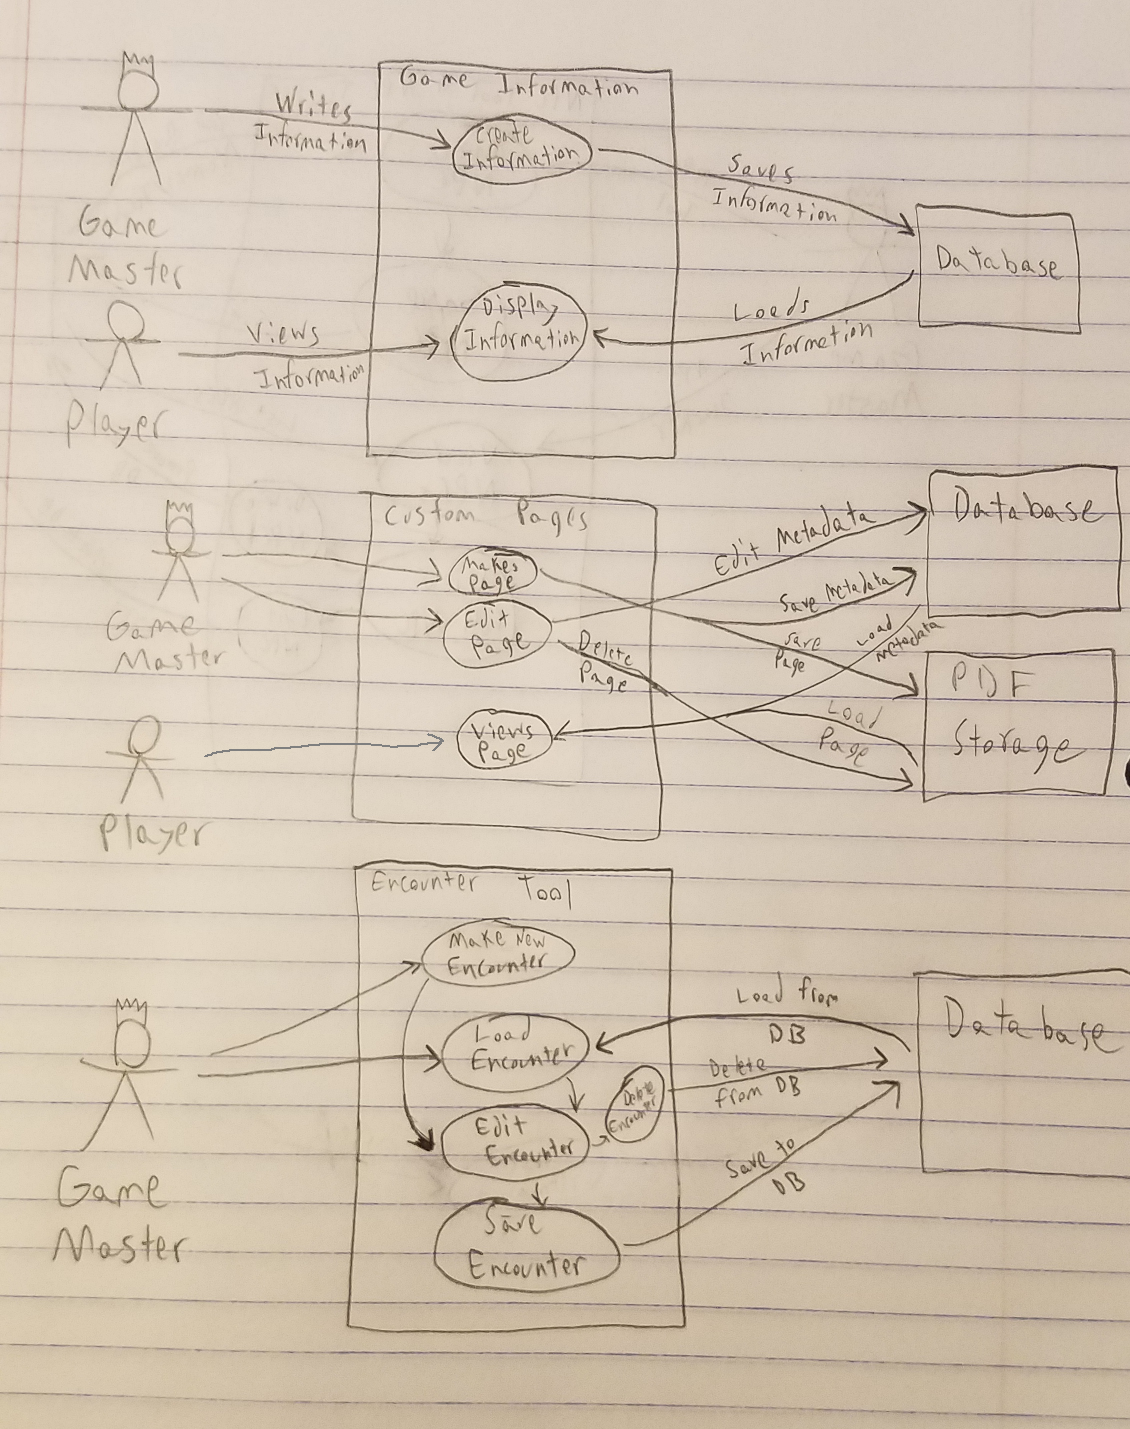 Game Information
Writes
Information
Create
Information
Saves
Information
Game
Master
Database
Display
Information
Loads
Information
Views
Information
Player
Custom Pages
Database
Makes
Page
Edit Metadata
Edit
Page
Save Metadata
Game
Master
Delete
Page
Save
Page
Load
Metadata
PDF
Storage
Load
Page
Views
Page
Player
Encounter Tool
Make New
Encounter
Load from
DB
Database
Load
Encounter
Delete
from DB
Delete
Encounter
Edit
Encounter
Save to
DB
Game
Master
Save
Encounter